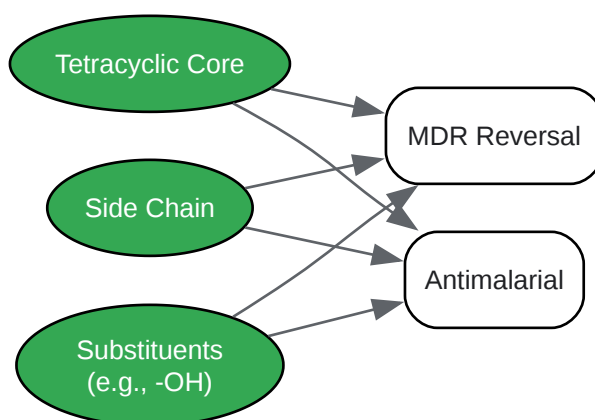 Tetracyclic Core
MDR Reversal
Side Chain
Antimalarial
Substituents
(e.g., -OH)